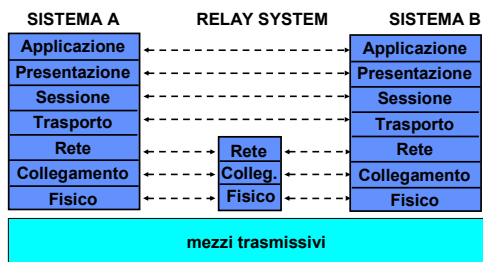 SISTEMA A RELAY SYSTEM SISTEMA B
Applicazione Applicazione
Presentazione Presentazione
Sessione Sessione
Trasporto Trasporto
Rete Rete Rete
Collegamento Colleg. Collegamento
Fisico Fisico Fisico
mezzi trasmissivi